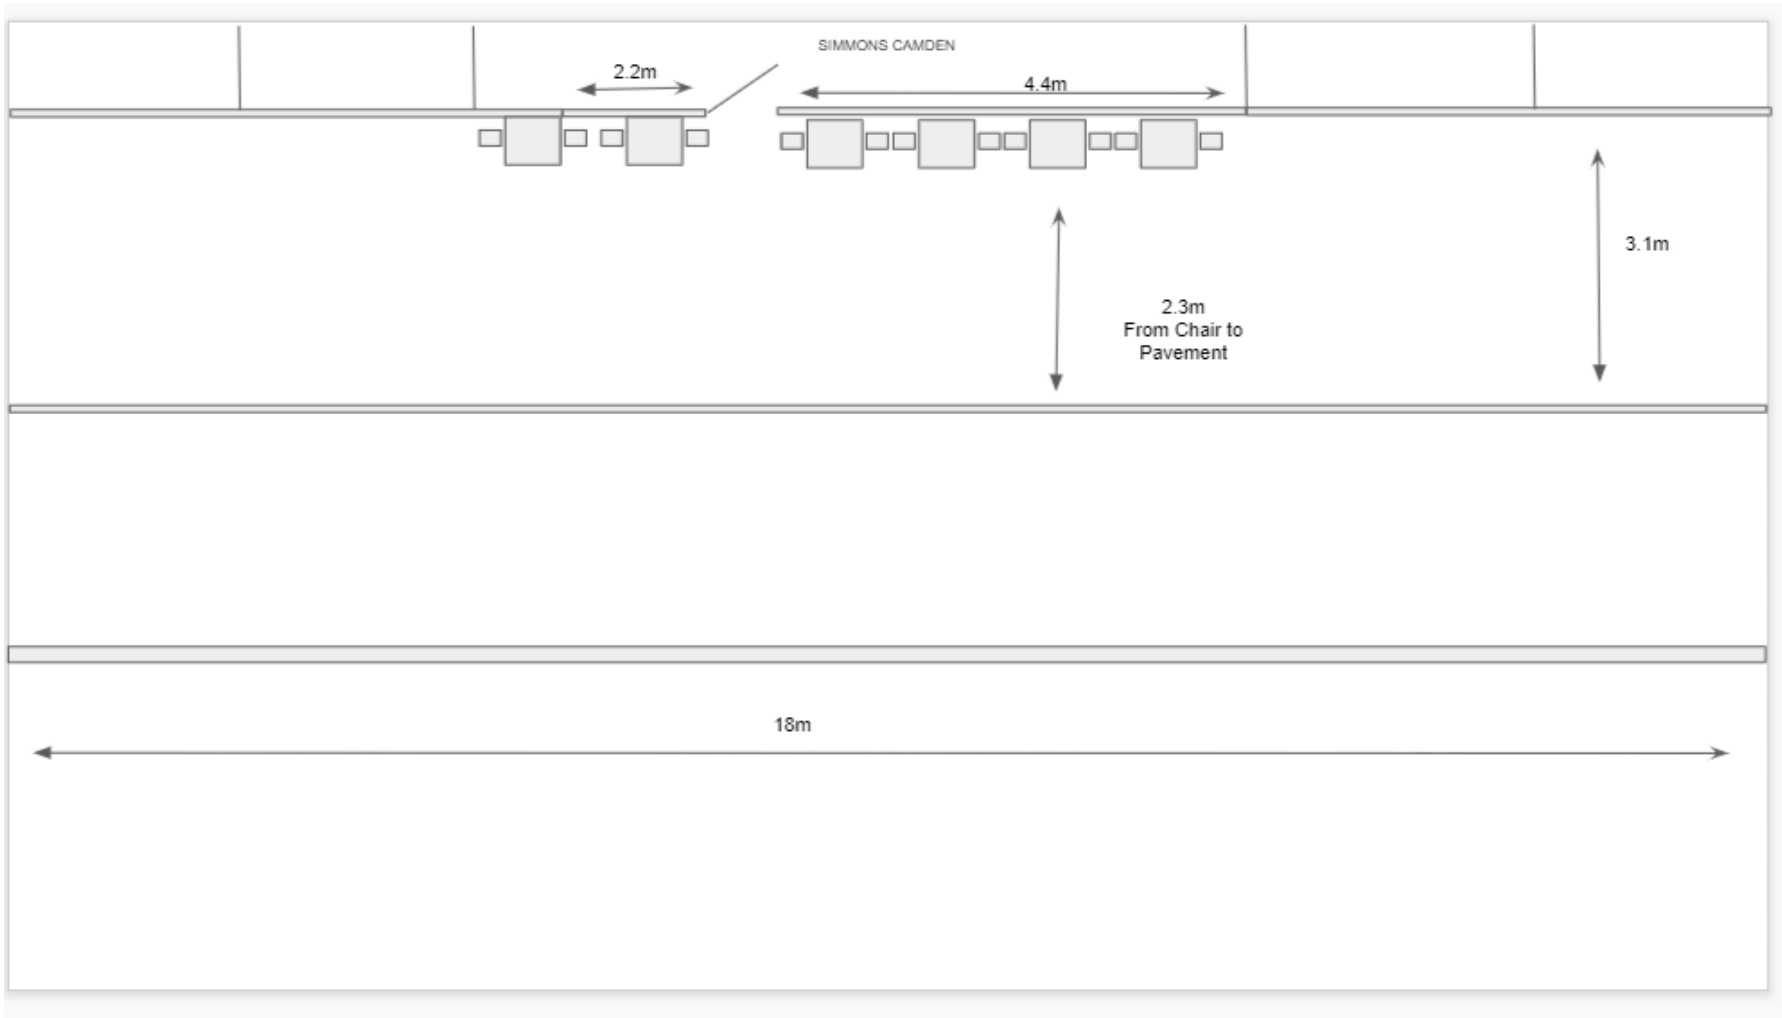 SIMMONS CAMDEN
2.2m
4.4m
3.1m
2.3m
From Chair to
Pavement
18m